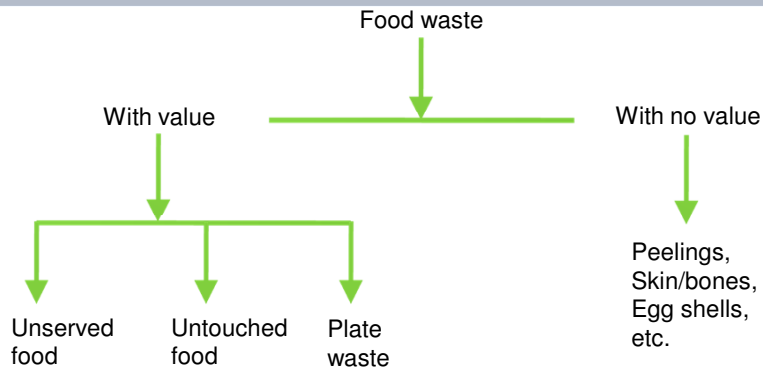 Food waste
With value
With no value
Peelings,
Skin/bones,
Egg shells,
etc.
Unserved
food
Untouched
food
Plate
waste